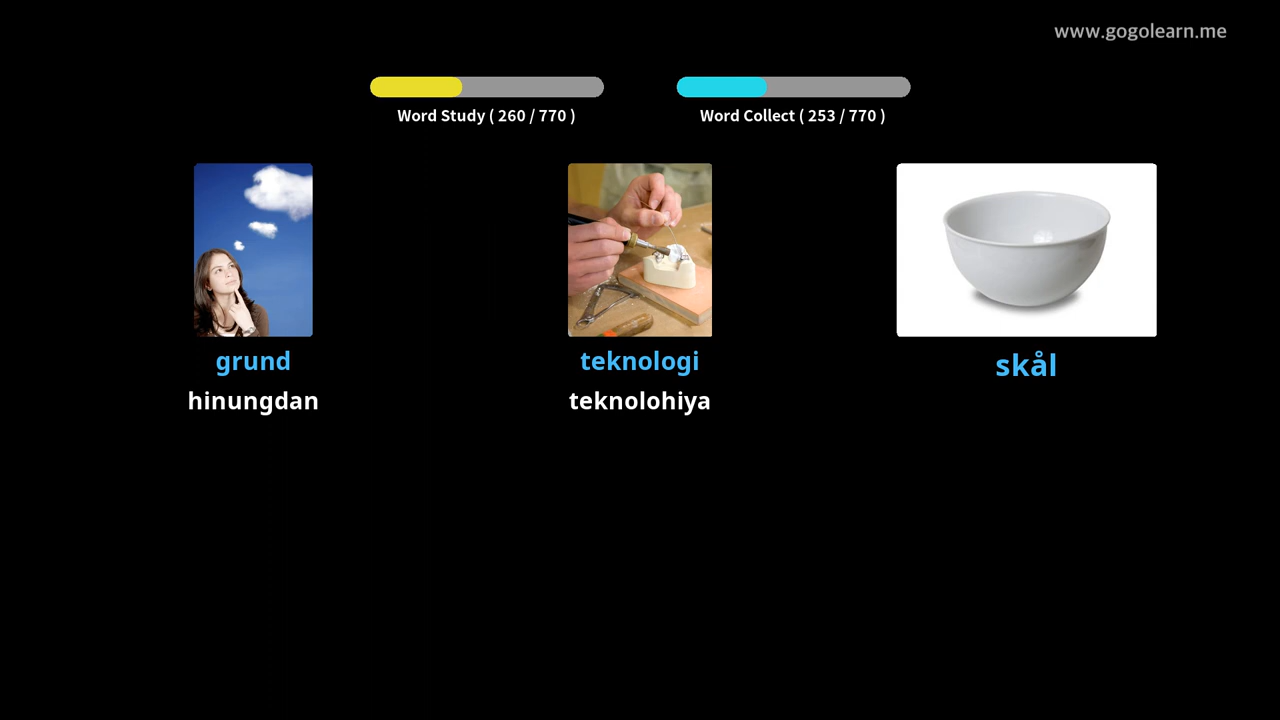 www.gogolearn.me
Word Study ( 260 / 770 )
Word Collect ( 253 / 770 )
grund
hinungdan
teknologi
teknolohiya
skål